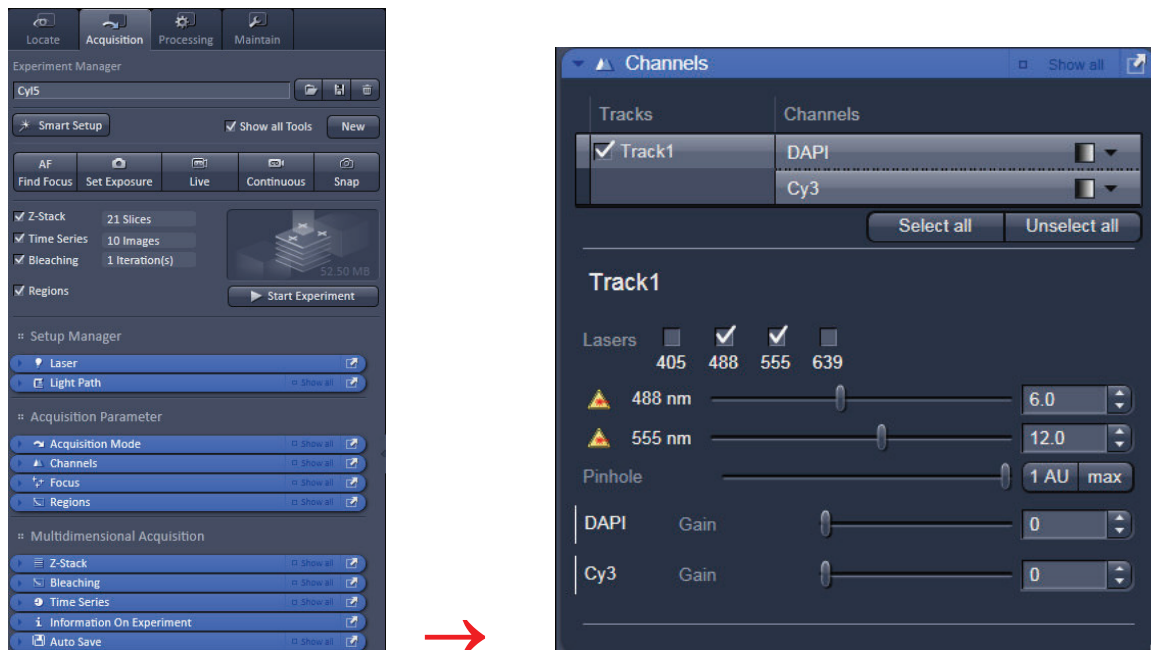 Locate Acquisition Processing Maintain
Experiment Manager
Cyl5
Smart Setup Show all Tools New
AF
Find Focus Set Exposure Live Continuous Snap
Z-Stack 21 Slices
Time Series 10 Images
Bleaching 1 Iteration(s)
52.50 MB
Regions
Start Experiment
Setup Manager
Laser
Light Path Show all
Acquisition Parameter
Acquisition Mode Show all
Channels Show all
Focus Show all
Regions Show all
Multidimensional Acquisition
Z-Stack Show all
Bleaching Show all
Time Series Show all
Information On Experiment
Auto Save Show all
Channels Show all
Tracks Channels
Track1 DAPI
Cy3
Select all Unselect all
Track1
Lasers
405 488 555 639
488 nm 6.0
555 nm 12.0
Pinhole 1 AU max
DAPI Gain 0
Cy3 Gain 0